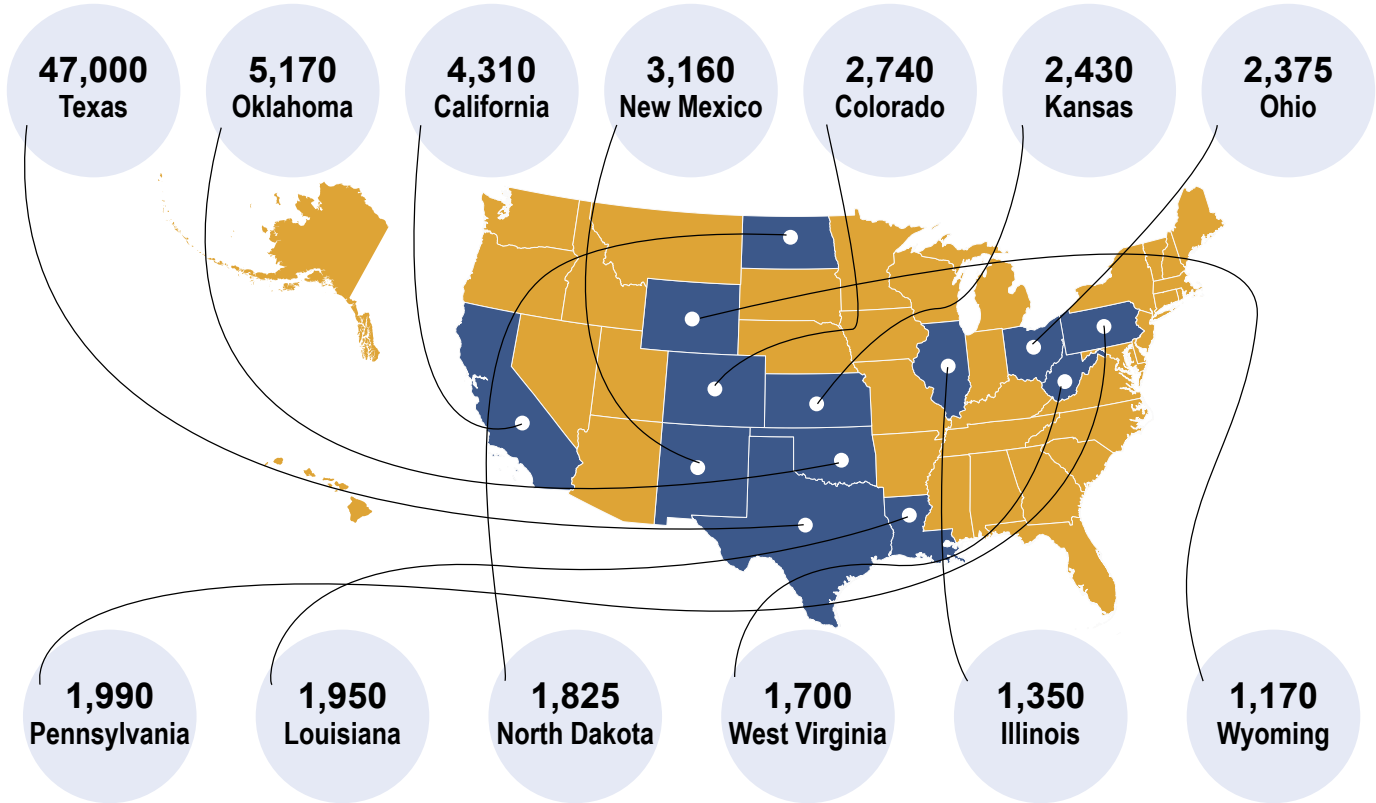 47,000
Texas
5,170
Oklahoma
4,310
California
3,160
New Mexico
2,740
Colorado
2,430
Kansas
2,375
Ohio
1,990
Pennsylvania
1,950
Louisiana
1,825
North Dakota
1,700
West Virginia
1,350
Illinois
1,170
Wyoming